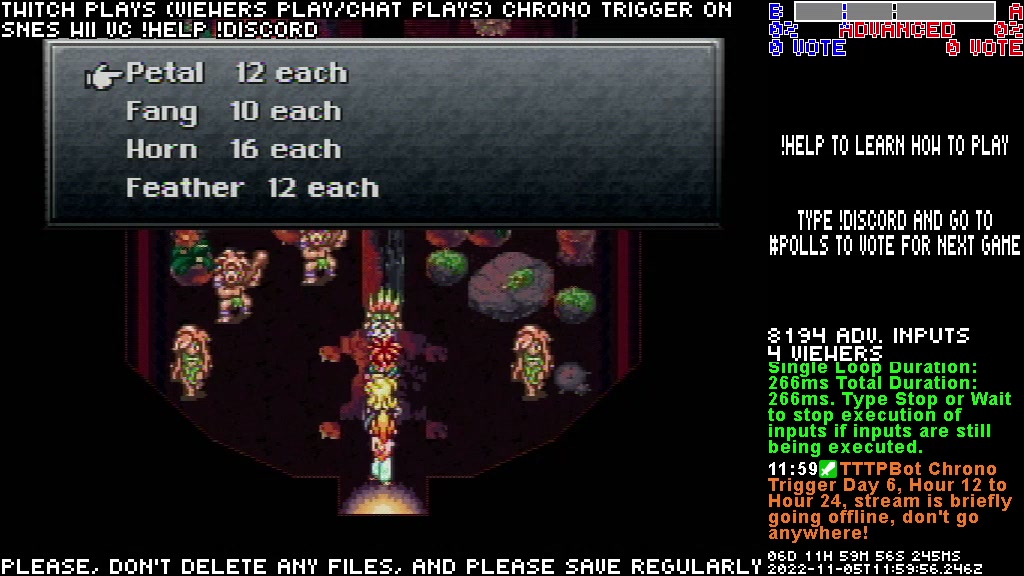 TWITCH PLAYS (VIEWERS PLAY/CHAT PLAYS) CHRONO TRIGGER ON
SNES WII VC !HELP !DISCORD
Petal 12 each
Fang 10 each
Horn 16 each
Feather 12 each
B A
0% ADVANCED 0%
0 VOTE 0 VOTE
!HELP TO LEARN HOW TO PLAY
TYPE !DISCORD AND GO TO
#POLLS TO VOTE FOR NEXT GAME
8194 ADV. INPUTS
4 VIEWERS
Single Loop Duration:
266ms Total Duration:
266ms. Type Stop or Wait
to stop execution of
inputs if inputs are still
being executed.
11:59 TTTPBot Chrono
Trigger Day 6, Hour 12 to
Hour 24, stream is briefly
going offline, don't go
anywhere!
06D 11H 59M 56S 245MS
2022-11-05T11:59:56.246Z
PLEASE, DON'T DELETE ANY FILES, AND PLEASE SAVE REGULARLY